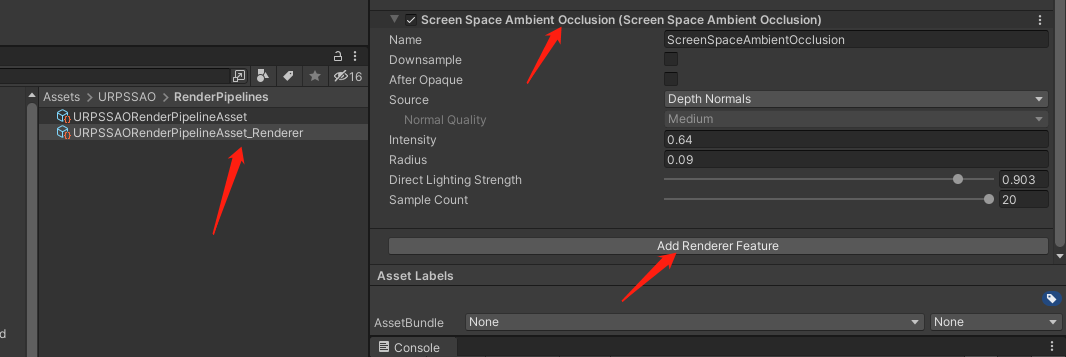 Screen Space Ambient Occlusion (Screen Space Ambient Occlusion)
Name ScreenSpaceAmbientOcclusion
Downsample
After Opaque
Source Depth Normals
Normal Quality Medium
Intensity 0.64
Radius 0.09
Direct Lighting Strength 0.903
Sample Count 20
Add Renderer Feature
Asset Labels
AssetBundle None None
Console
16
Assets > URPSSAO > RenderPipelines
URPSSAORenderPipelineAsset
URPSSAORenderPipelineAsset_Renderer
d